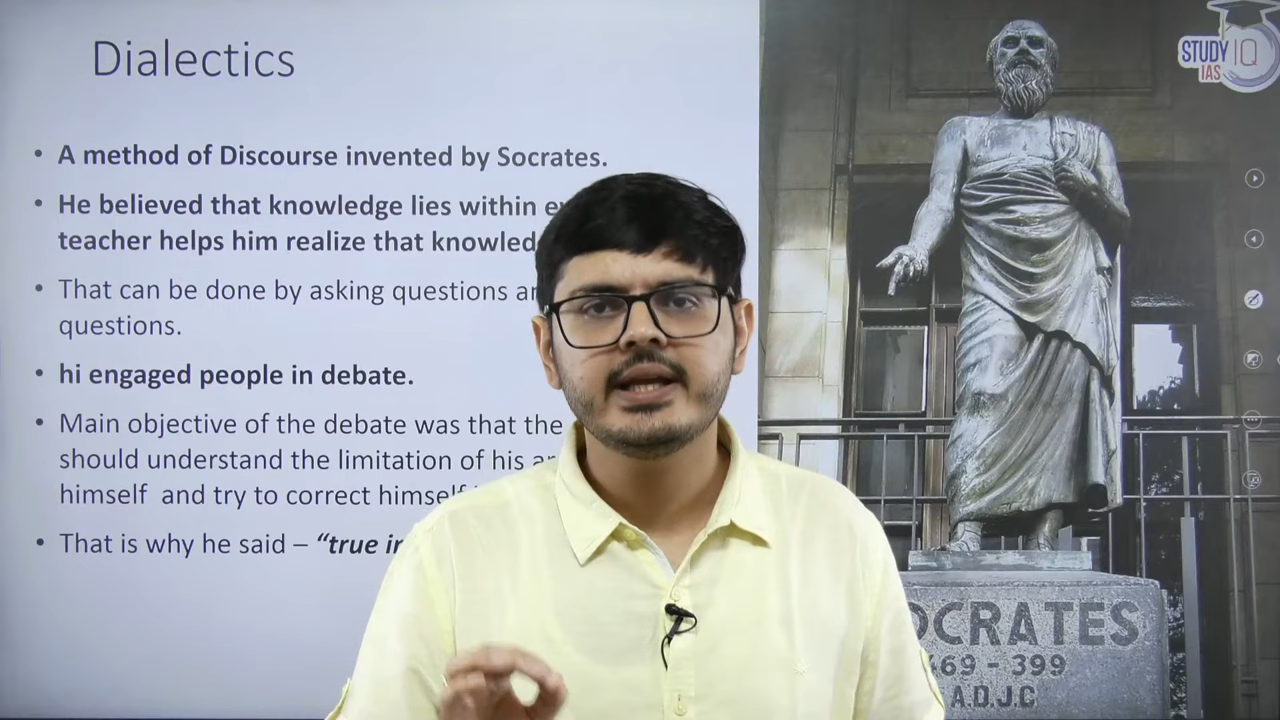 Dialectics
• A method of Discourse invented by Socrates.
• He believed that knowledge lies within
teacher helps him realize that
• That can be done by asking questions
questions.
• hi engaged people in debate.
• Main objective of the debate was that the
should understand the limitation of his
himself and try to correct himself
• That is why he said – “true
STUDY IQ
IAS
OCRATES
69 - 399
A.D.J.C